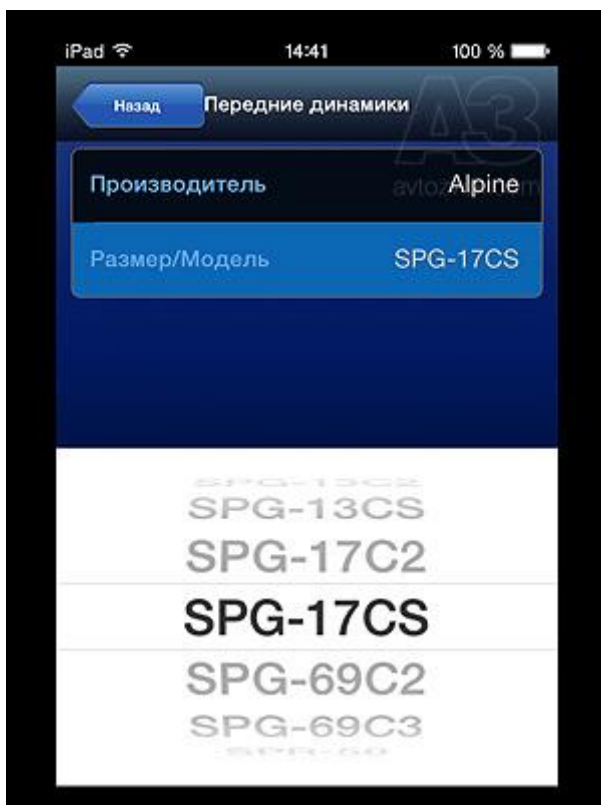 iPad 14:41 100 %
Назад Передние динамики
A3
Производитель Alpine
Размер/Модель SPG-17CS
SPG-13CS
SPG-17C2
SPG-17CS
SPG-69C2
SPG-69C3